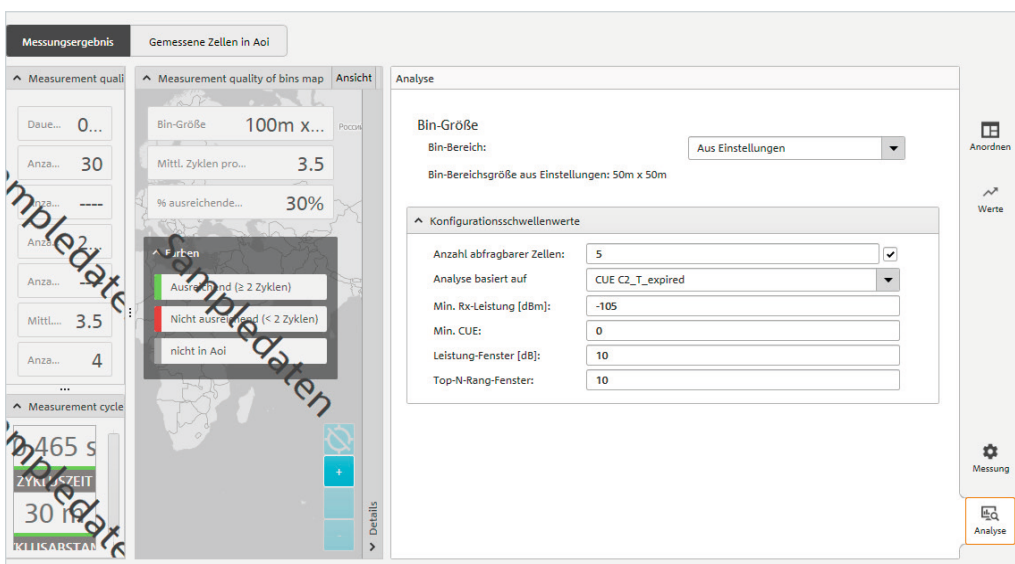 Messungsergebnis
Gemessene Zellen in Aoi
Measurement quali
Daue... 0...
Anza... 30
Anza... ----
Anza... 2...
Anza...
Mittl.... 3.5
Anza... 4
...
Measurement cycle
0,465 s
ZYKLUSZEIT
30 m
KLUSABSTAN
Sampledaten
Measurement quality of bins map
Ansicht
Bin-Größe 100m x...
Mittl. Zyklen pro... 3.5
% ausreichende... 30%
Farben
Ausreichend (≥ 2 Zyklen)
Nicht ausreichend (< 2 Zyklen)
nicht in Aoi
Sampledaten
+
-
Details
Analyse
Bin-Größe
Bin-Bereich: Aus Einstellungen
Bin-Bereichsgröße aus Einstellungen: 50m x 50m
Konfigurationsschwellenwerte
Anzahl abfragbarer Zellen: 5
Analyse basiert auf CUE C2_T_expired
Min. Rx-Leistung [dBm]: -105
Min. CUE: 0
Leistung-Fenster [dB]: 10
Top-N-Rang-Fenster: 10
Anordnen
Werte
Messung
Analyse